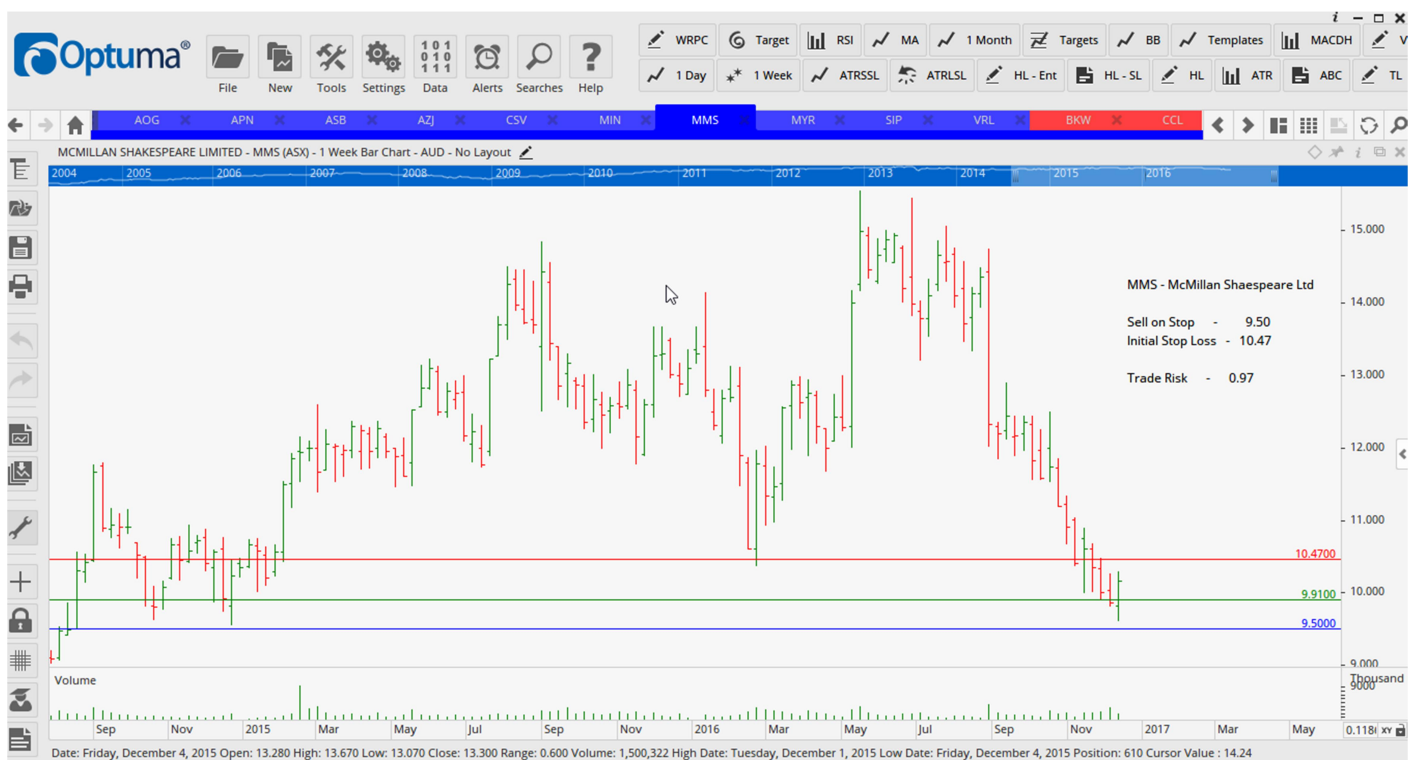 i
Optuma®
File New Tools Settings Data Alerts Searches Help
101
010
111
WRPC Target RSI MA 1 Month Targets BB Templates MACDH V
1 Day 1 Week ATRSSL ATRLSL HL - Ent HL - SL HL ATR ABC TL
AOG APN ASB AZJ CSV MIN MMS MYR SIP VRL BKW CCL
MCMILLAN SHAKESPEARE LIMITED - MMS (ASX) - 1 Week Bar Chart - AUD - No Layout
i
2004 2005 2006 2007 2008 2009 2010 2011 2012 2013 2014 2015 2016
15.000
MMS - McMillan Shaespeare Ltd
14.000
Sell on Stop - 9.50
Initial Stop Loss - 10.47
13.000
Trade Risk - 0.97
12.000
11.000
10.4700
10.000
9.9100
9.5000
9.000
Volume
Thousand
9000
Sep Nov 2015 Mar May Jul Sep Nov 2016 Mar May Jul Sep Nov 2017 Mar May
XY
Date: Friday, December 4, 2015 Open: 13.280 High: 13.670 Low: 13.070 Close: 13.300 Range: 0.600 Volume: 1,500,322 High Date: Tuesday, December 1, 2015 Low Date: Friday, December 4, 2015 Position: 610 Cursor Value : 14.24